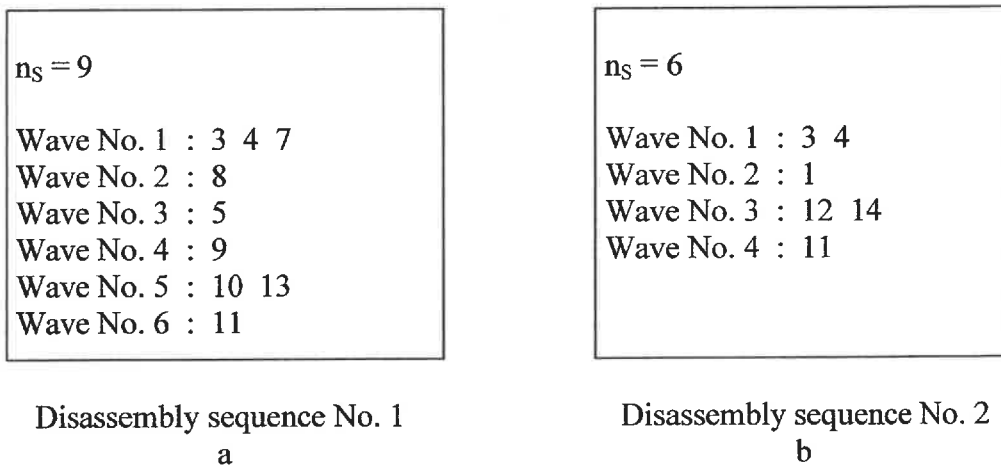 n_S = 9
Wave No. 1 : 3 4 7
Wave No. 2 : 8
Wave No. 3 : 5
Wave No. 4 : 9
Wave No. 5 : 10 13
Wave No. 6 : 11
Disassembly sequence No. 1
a
n_S = 6
Wave No. 1 : 3 4
Wave No. 2 : 1
Wave No. 3 : 12 14
Wave No. 4 : 11
Disassembly sequence No. 2
b